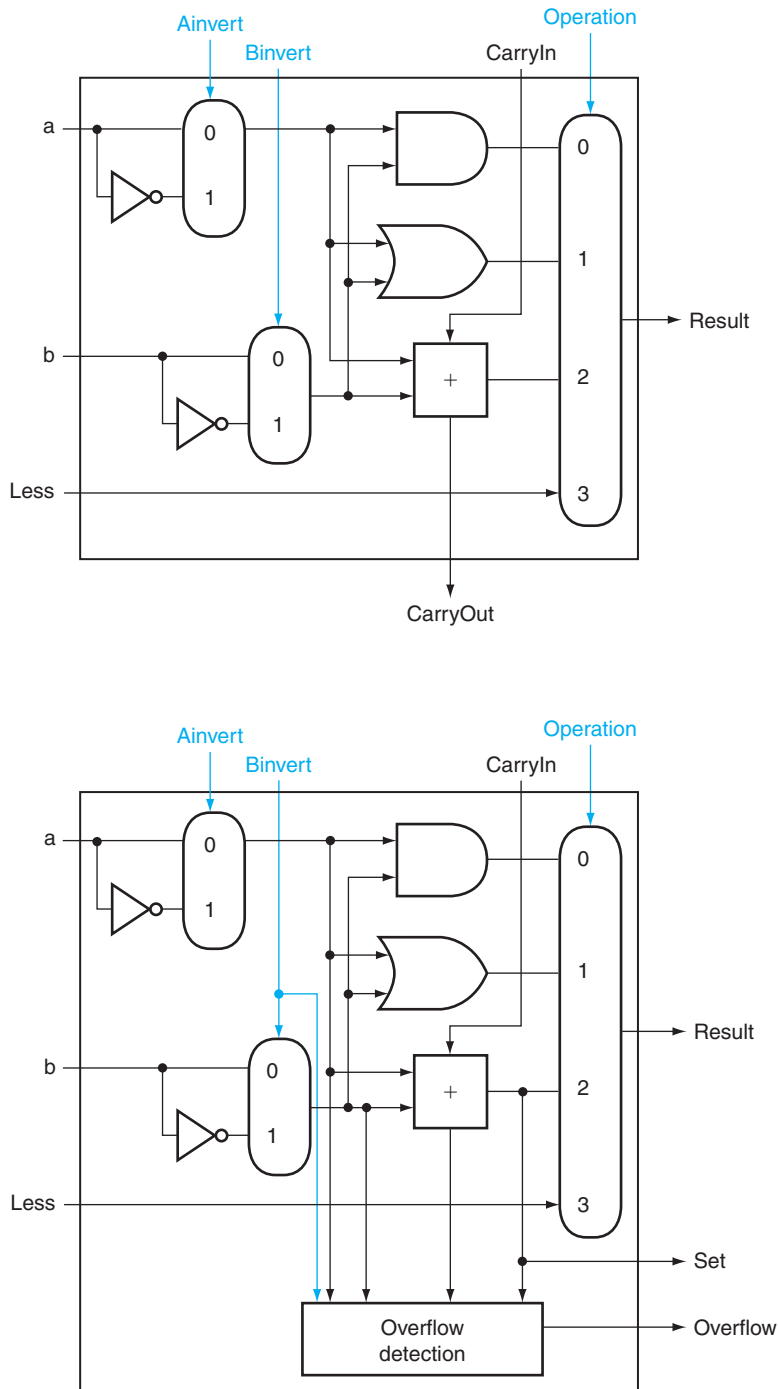 Ainvert
Operation
Binvert
CarryIn
a
0
0
1
1
b
0
2
+
1
Less
3
Result
CarryOut
Ainvert
Operation
Binvert
CarryIn
a
0
0
1
1
Result
b
0
2
+
1
Less
3
Set
Overflow
detection
Overflow